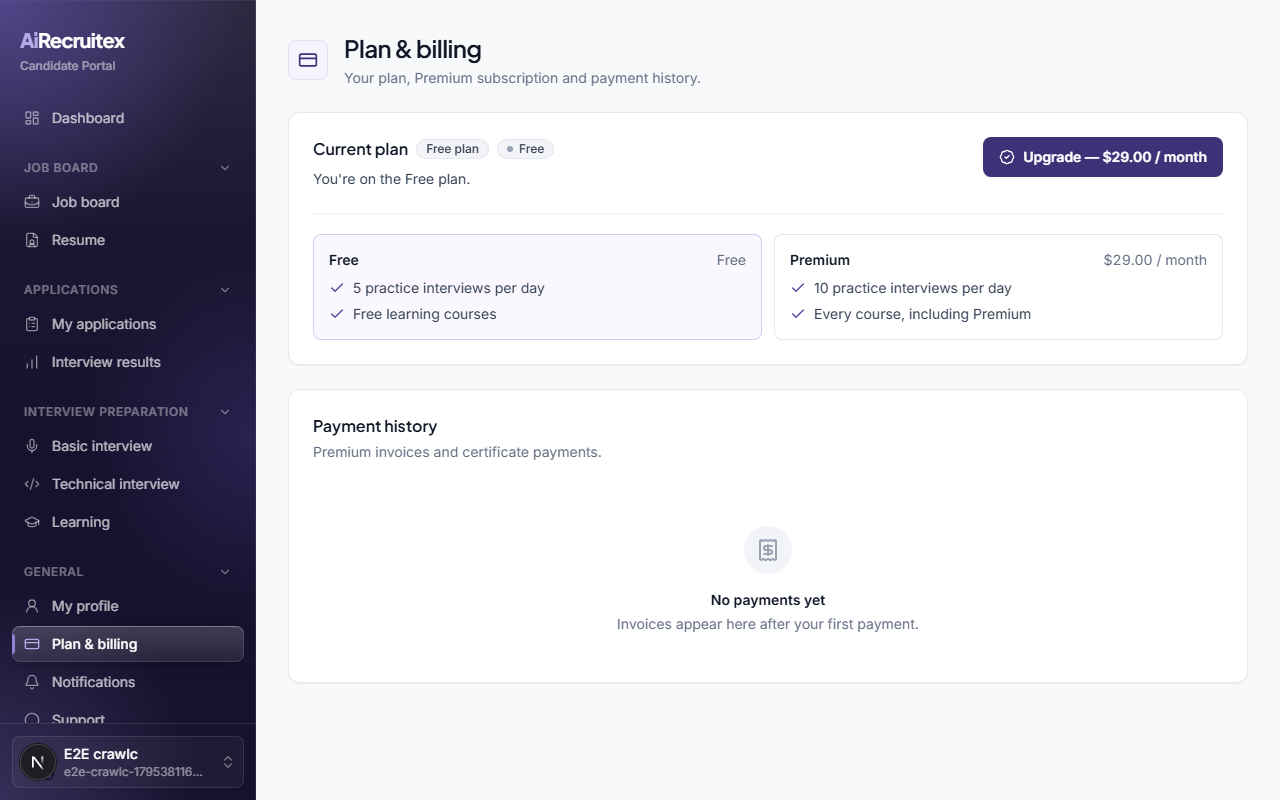 AiRecruitex
Candidate Portal
Dashboard
JOB BOARD
Job board
Resume
APPLICATIONS
My applications
Interview results
INTERVIEW PREPARATION
Basic interview
Technical interview
Learning
GENERAL
My profile
Plan & billing
Notifications
Support
N
E2E crawlc
e2e-crawlc-179538116...
Plan & billing
Your plan, Premium subscription and payment history.
Current plan Free plan Free
You're on the Free plan.
Upgrade — $29.00 / month
Free Free
5 practice interviews per day
Free learning courses
Premium $29.00 / month
10 practice interviews per day
Every course, including Premium
Payment history
Premium invoices and certificate payments.
No payments yet
Invoices appear here after your first payment.